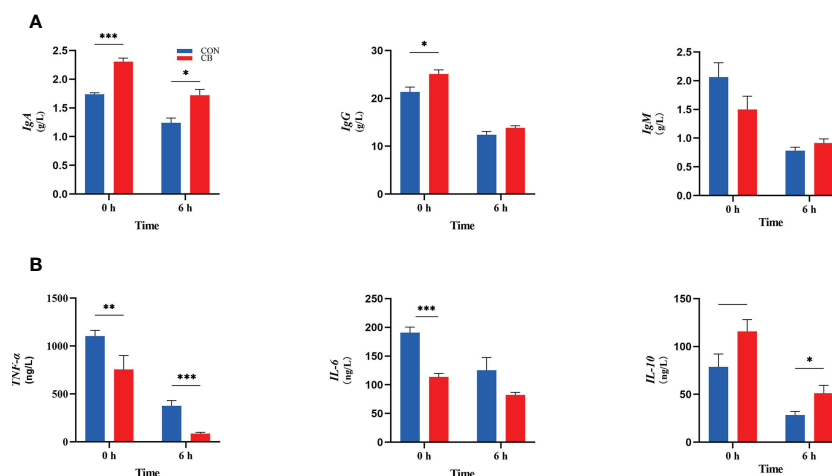 A
***
CON
CB
*
2.5
2.0
1.5
1.0
0.5
0.0
IgA
(g/L)
0 h
6 h
Time
*
30
20
10
0
IgG
(g/L)
0 h
6 h
Time
2.5
2.0
1.5
1.0
0.5
0.0
IgM
(g/L)
0 h
6 h
Time
B
**
***
1500
1000
500
0
TNF-α
(ng/L)
0 h
6 h
Time
***
250
200
150
100
50
0
IL-6
(ng/L)
0 h
6 h
Time
*
150
100
50
0
IL-10
(ng/L)
0 h
6 h
Time